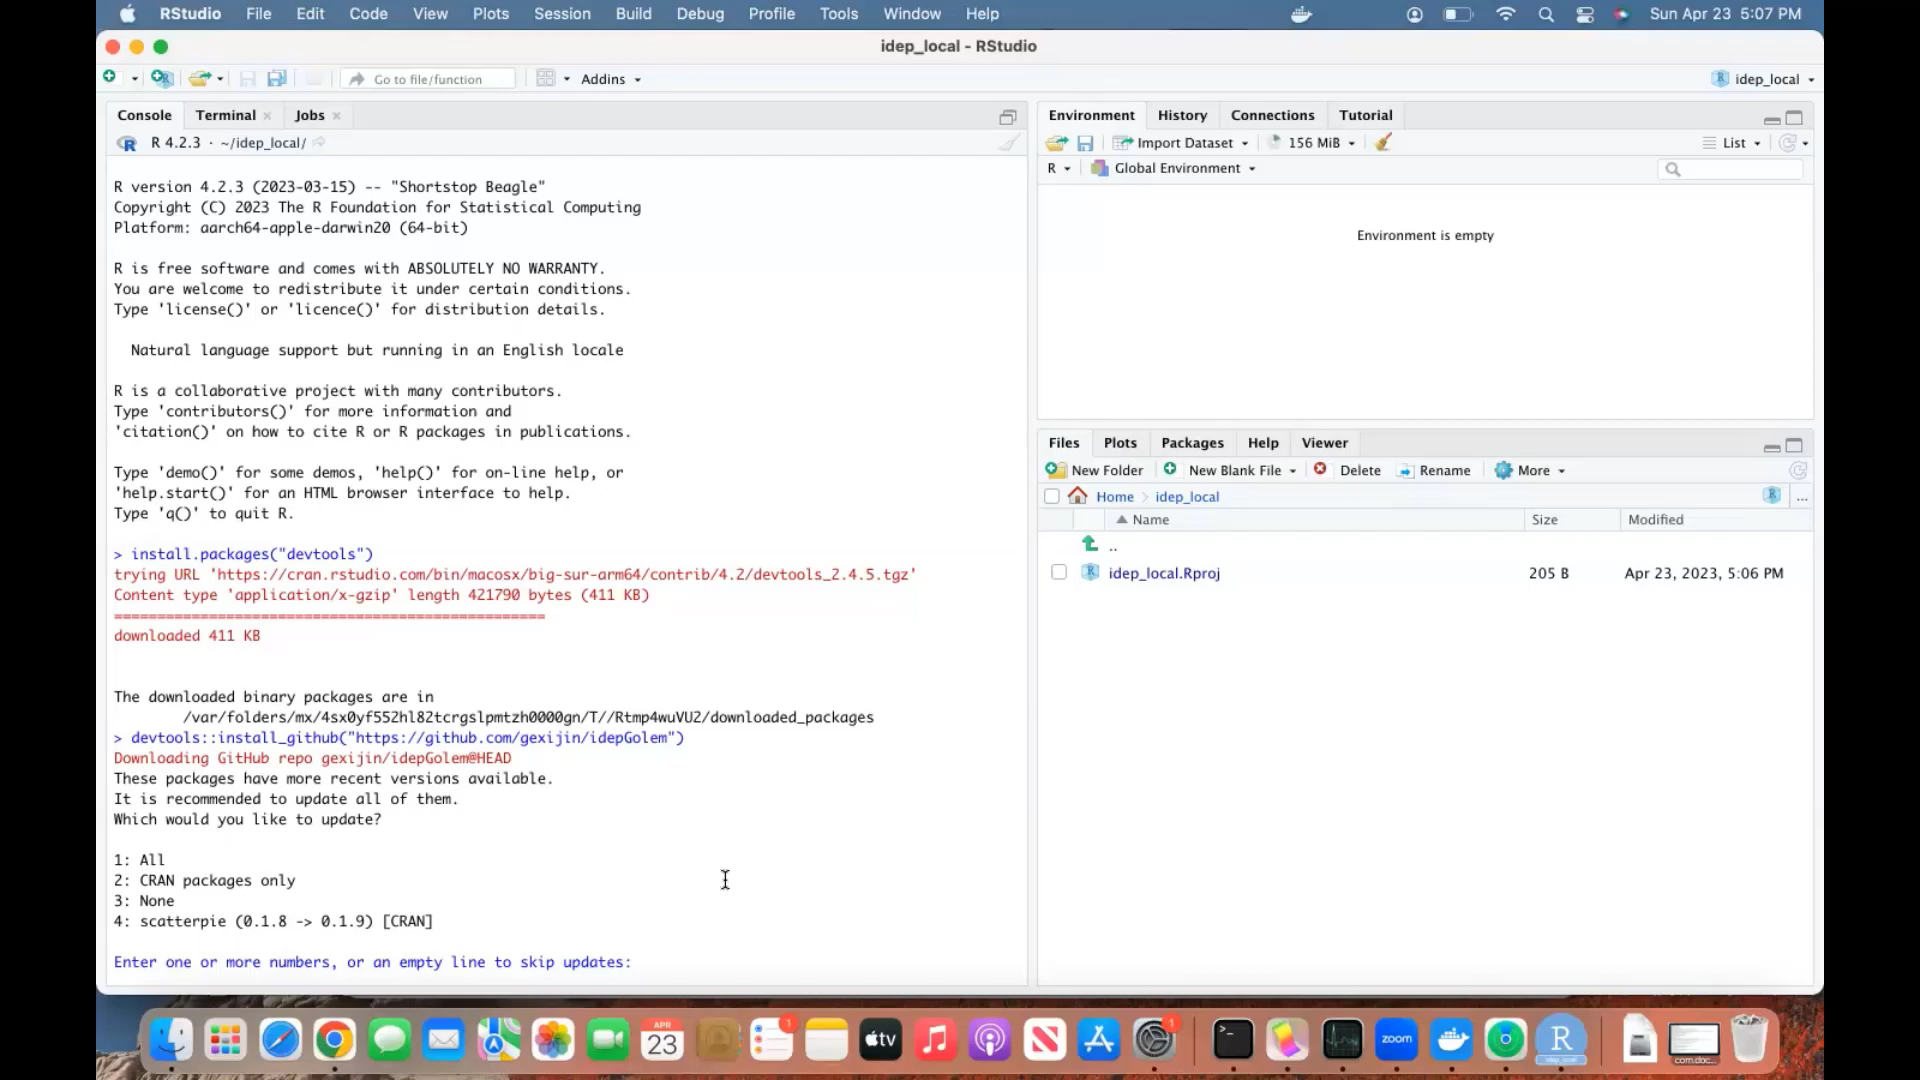 RStudio File Edit Code View Plots Session Build Debug Profile Tools Window Help Sun Apr 23 5:07 PM
idep_local - RStudio
Go to file/function Addins idep_local
Console Terminal Jobs
R 4.2.3 · ~/idep_local/
R version 4.2.3 (2023-03-15) -- "Shortstop Beagle"
Copyright (C) 2023 The R Foundation for Statistical Computing
Platform: aarch64-apple-darwin20 (64-bit)
R is free software and comes with ABSOLUTELY NO WARRANTY.
You are welcome to redistribute it under certain conditions.
Type 'license()' or 'licence()' for distribution details.
Natural language support but running in an English locale
R is a collaborative project with many contributors.
Type 'contributors()' for more information and
'citation()' on how to cite R or R packages in publications.
Type 'demo()' for some demos, 'help()' for on-line help, or
'help.start()' for an HTML browser interface to help.
Type 'q()' to quit R.
> install.packages("devtools")
trying URL 'https://cran.rstudio.com/bin/macosx/big-sur-arm64/contrib/4.2/devtools_2.4.5.tgz'
Content type 'application/x-gzip' length 421790 bytes (411 KB)
==================================================
downloaded 411 KB
The downloaded binary packages are in
/var/folders/mx/4sx0yf552hl82tcrgslpmtzh0000gn/T//Rtmp4wuVU2/downloaded_packages
> devtools::install_github("https://github.com/gexijin/idepGolem")
Downloading GitHub repo gexijin/idepGolem@HEAD
These packages have more recent versions available.
It is recommended to update all of them.
Which would you like to update?
1: All
2: CRAN packages only
3: None
4: scatterpie (0.1.8 -> 0.1.9) [CRAN]
Enter one or more numbers, or an empty line to skip updates:
Environment History Connections Tutorial
Import Dataset 156 MiB List
R Global Environment
Environment is empty
Files Plots Packages Help Viewer
New Folder New Blank File Delete Rename More
Home idep_local ...
Name Size Modified
..
idep_local.Rproj 205 B Apr 23, 2023, 5:06 PM
APR
23
1
tv
1
zoom
R
idep_local
com.doc...